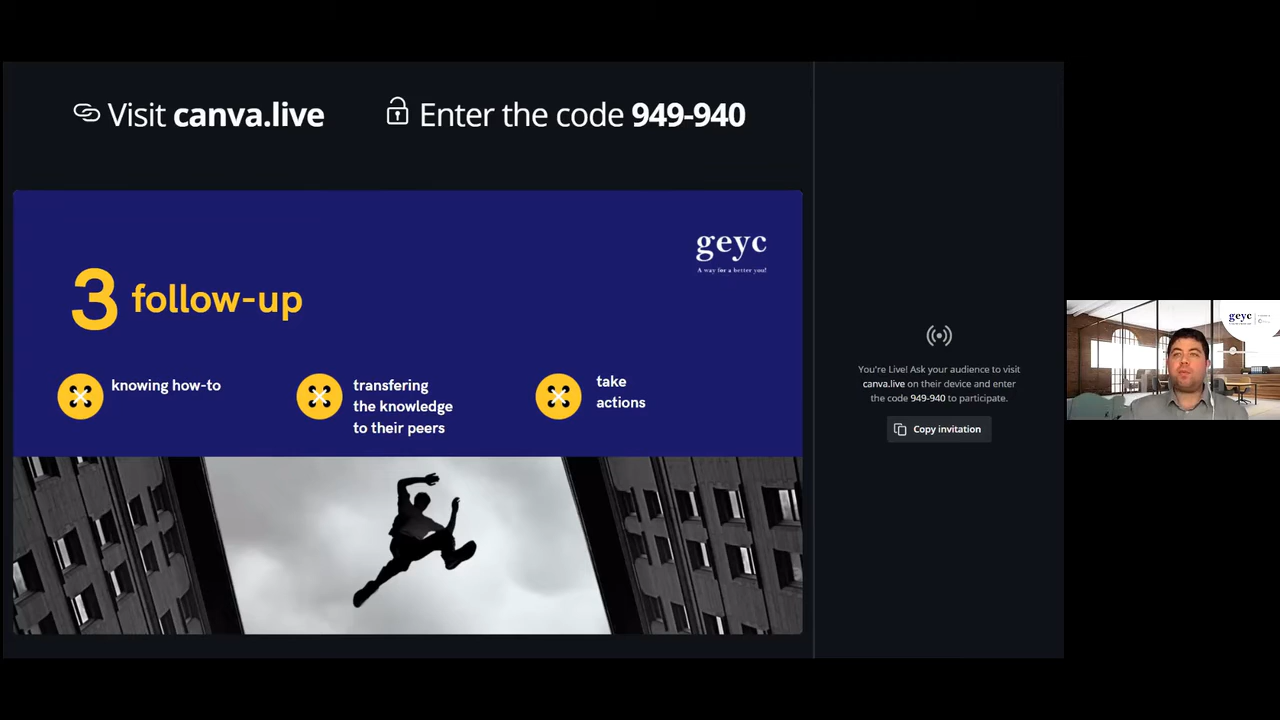 Visit canva.live
Enter the code 949-940
geyc
A way for a better you!
3 follow-up
knowing how-to
transfering
the knowledge
to their peers
take
actions
You're Live! Ask your audience to visit
canva.live on their device and enter
the code 949-940 to participate.
Copy invitation
geyc